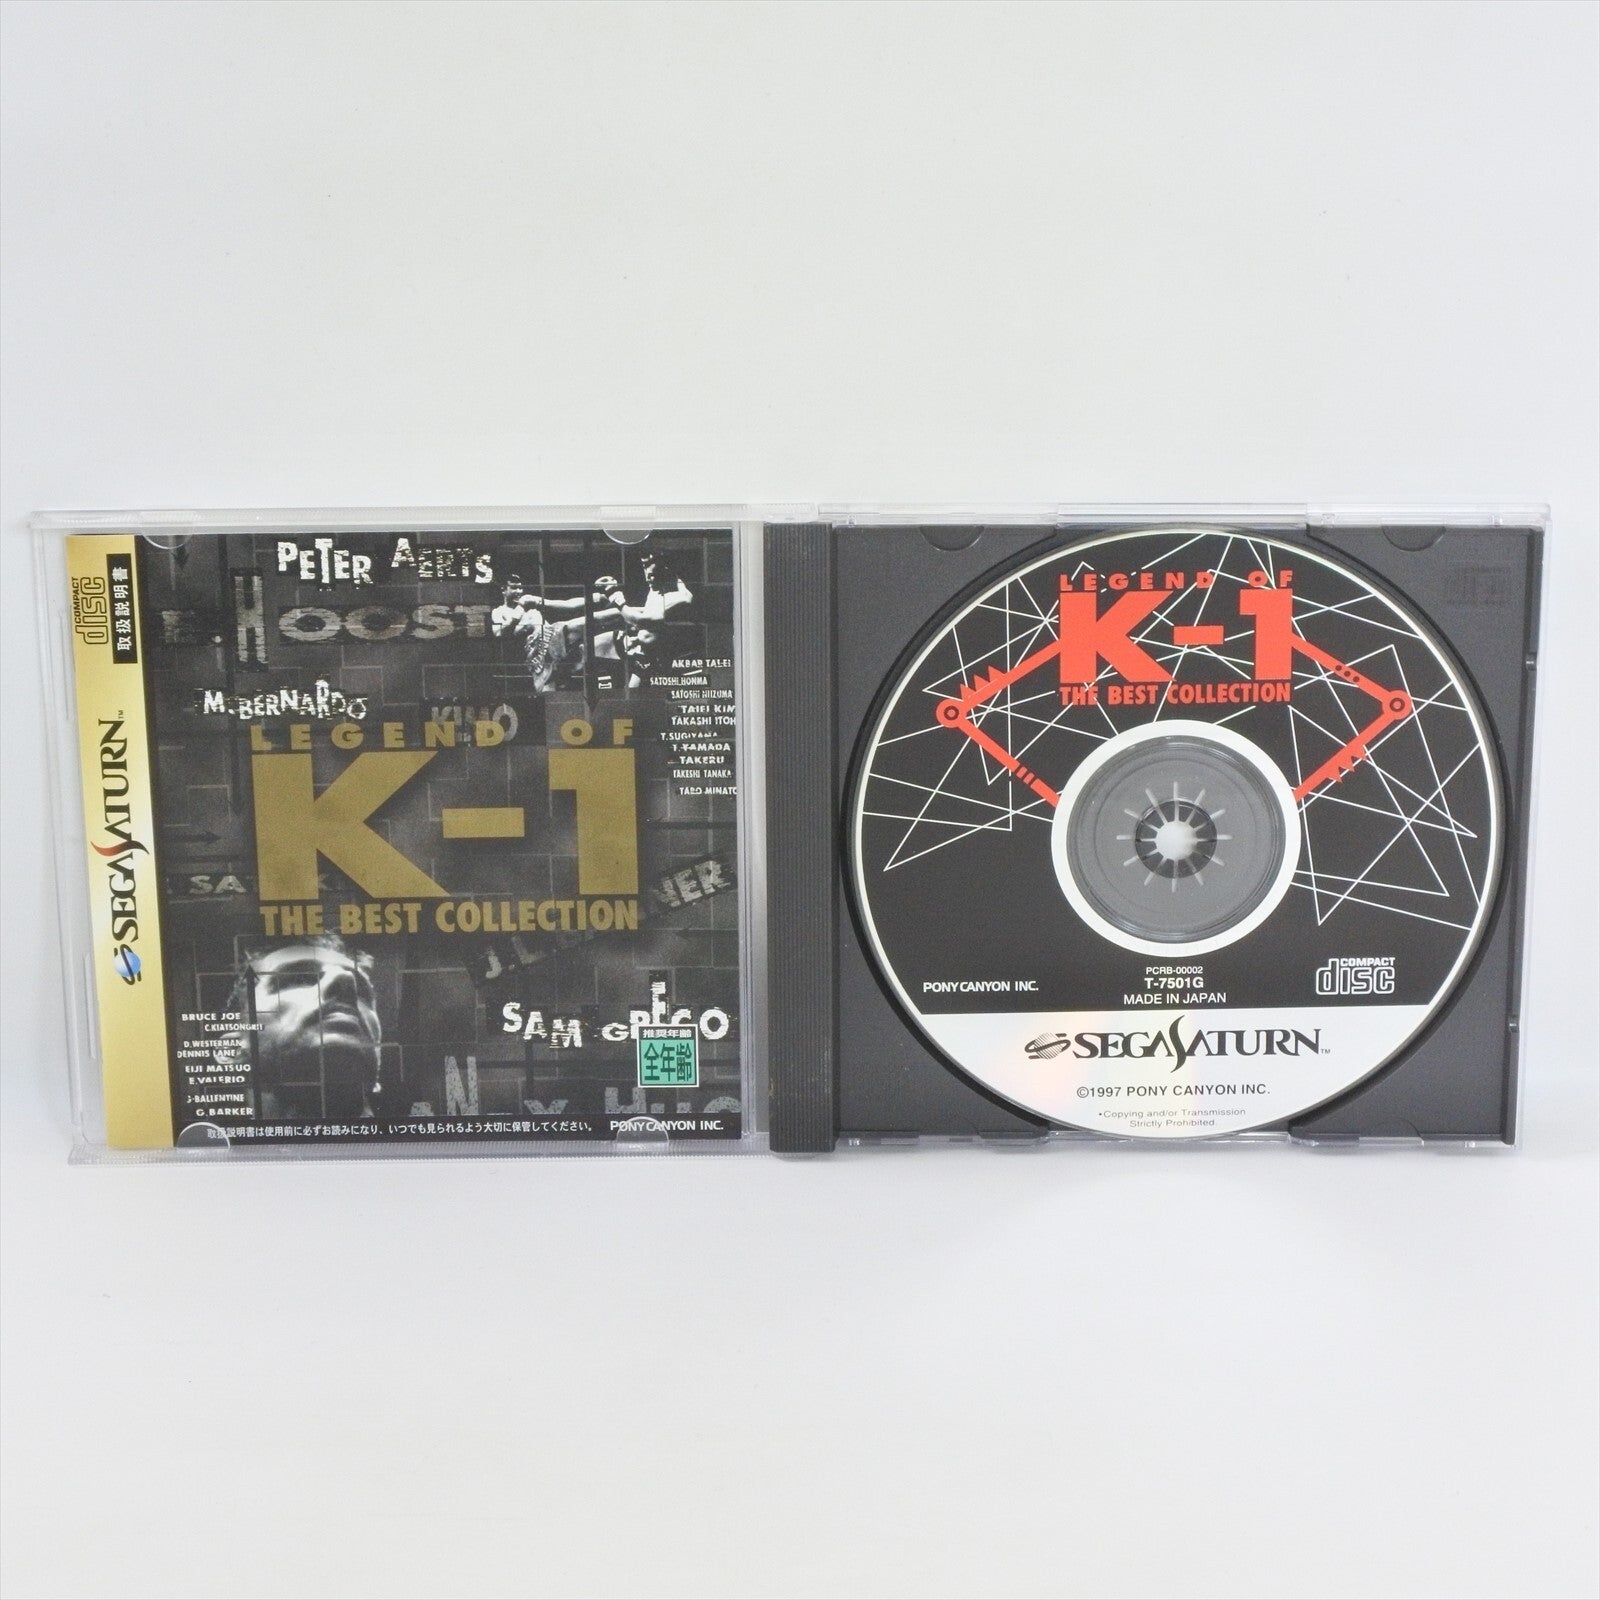 COMPACT
disc
取扱説明書
SEGA SATURN™
PETER AERTS
E. HOOST
M. BERNARDO
KIMO
AKBAR TALEI
SATOSHI.HONMA
SATOSHI NIIZUMA
TAIEI KIM
TAKASHI ITOH
T.SUGIYAMA
T.YAMADA
TAKERU
TAKESHI TANAKA
TARO MINATO
LEGEND OF
K-1
THE BEST COLLECTION
SAM GRECO
BRUCE JOE
C.KIATSONGRIT
D.WESTERMAN
DENNIS LANE
EIJI MATSUO
E.VALERIO
J-BALLENTINE
G.BARKER
推奨年齢
全年齢
ANDY HUG
取扱説明書は使用前に必ずお読みになり、いつでも見られるよう大切に保管してください。
PONY CANYON INC.
LEGEND OF
K-1
THE BEST COLLECTION
PONY CANYON INC.
PCRB-00002
T-7501G
MADE IN JAPAN
COMPACT
disc
SEGA SATURN™
©1997 PONY CANYON INC.
•Copying and/or Transmission
Strictly Prohibited.